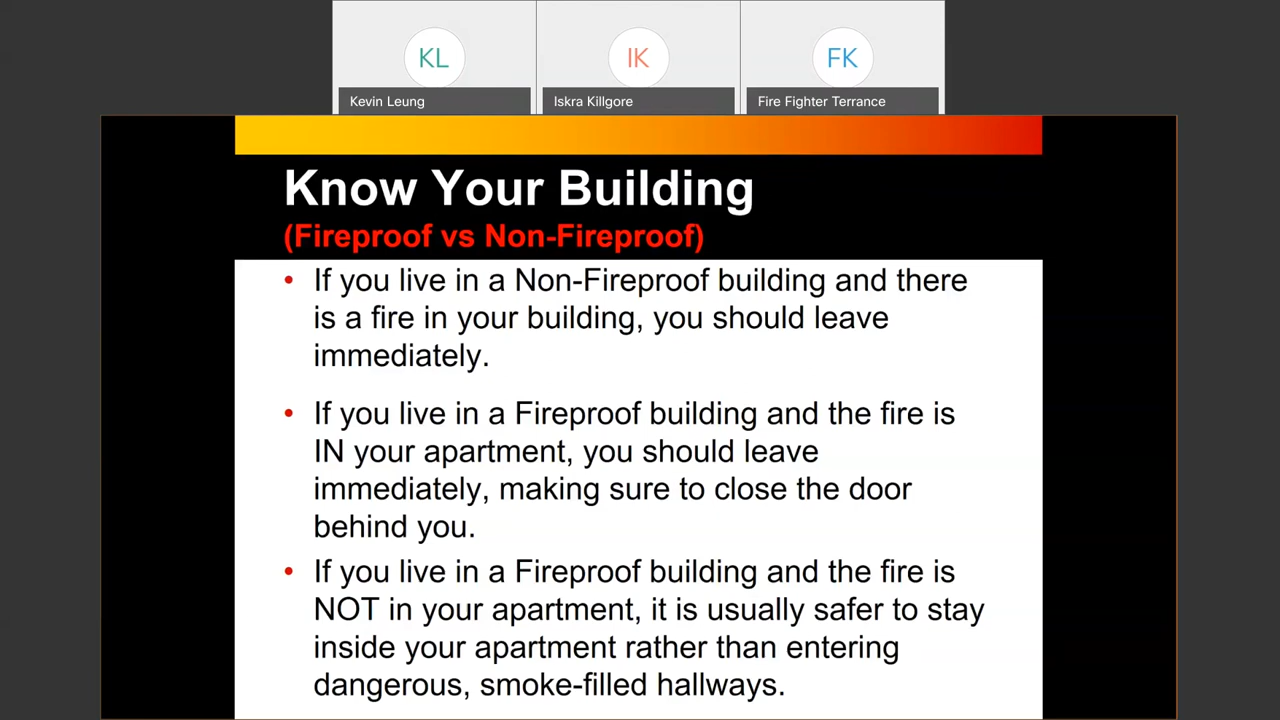 KL
IK
FK
Kevin Leung
Iskra Killgore
Fire Fighter Terrance
Know Your Building
(Fireproof vs Non-Fireproof)
• If you live in a Non-Fireproof building and there
is a fire in your building, you should leave
immediately.
• If you live in a Fireproof building and the fire is
IN your apartment, you should leave
immediately, making sure to close the door
behind you.
• If you live in a Fireproof building and the fire is
NOT in your apartment, it is usually safer to stay
inside your apartment rather than entering
dangerous, smoke-filled hallways.